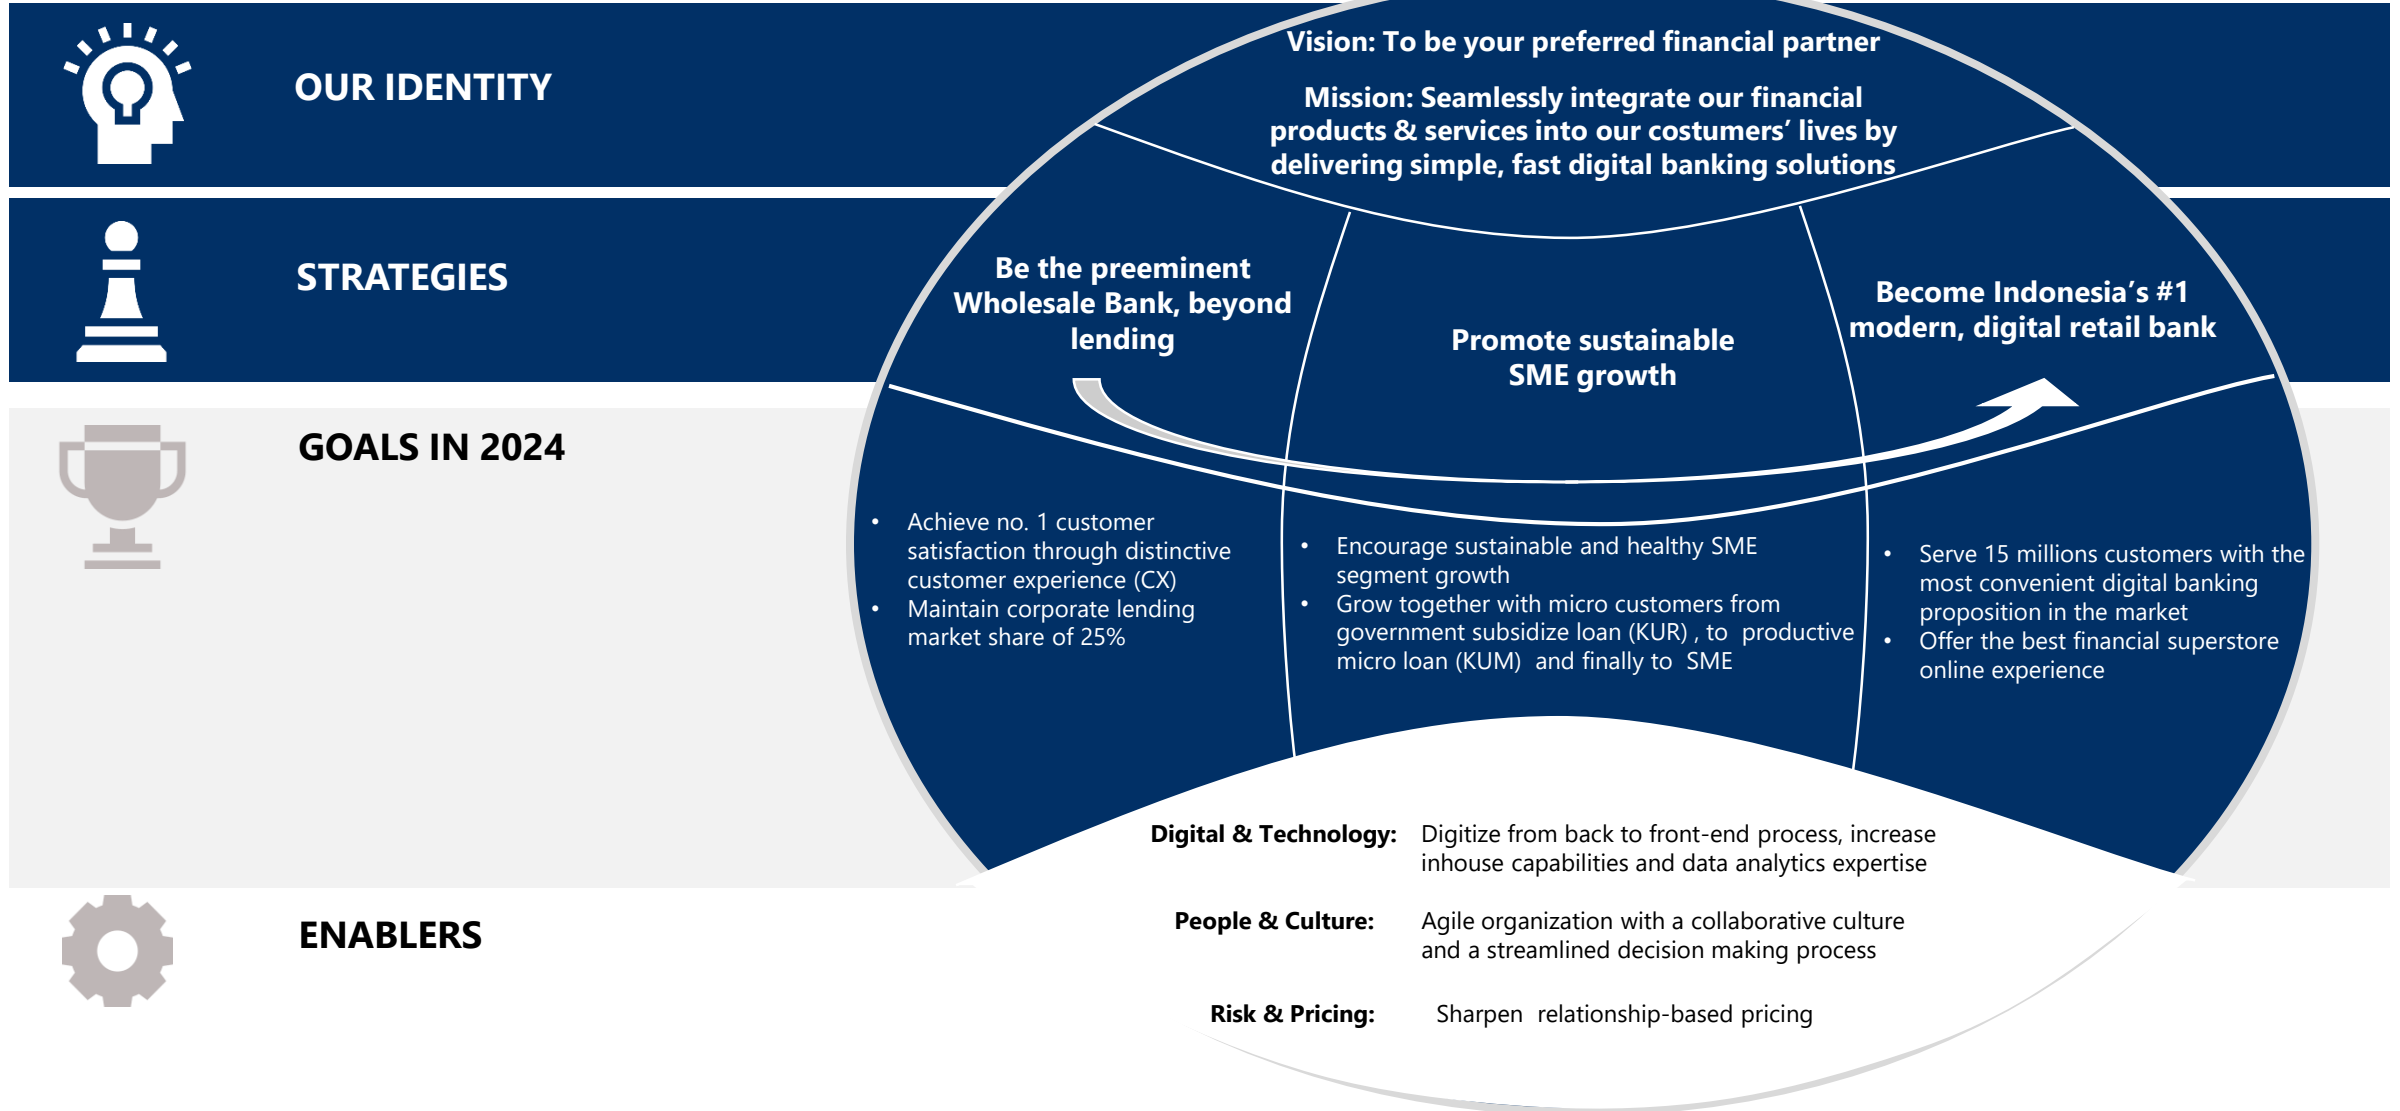 OUR IDENTITY
Vision: To be your preferred financial partner
Mission: Seamlessly integrate our financial
products & services into our costumers’ lives by
delivering simple, fast digital banking solutions
STRATEGIES
Be the preeminent
Wholesale Bank, beyond
lending
Promote sustainable
SME growth
Become Indonesia’s #1
modern, digital retail bank
GOALS IN 2024
• Achieve no. 1 customer
satisfaction through distinctive
customer experience (CX)
• Maintain corporate lending
market share of 25%
• Encourage sustainable and healthy SME
segment growth
• Grow together with micro customers from
government subsidize loan (KUR) , to productive
micro loan (KUM) and finally to SME
• Serve 15 millions customers with the
most convenient digital banking
proposition in the market
• Offer the best financial superstore
online experience
ENABLERS
Digital & Technology: Digitize from back to front-end process, increase
inhouse capabilities and data analytics expertise
People & Culture: Agile organization with a collaborative culture
and a streamlined decision making process
Risk & Pricing: Sharpen relationship-based pricing